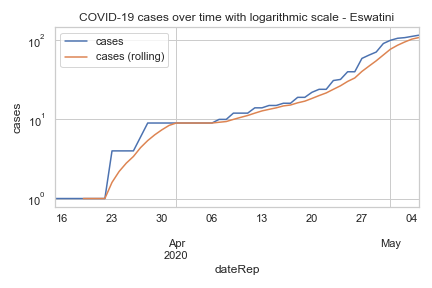 COVID-19 cases over time with logarithmic scale - Eswatini
cases
cases (rolling)
10²
10¹
10⁰
cases
16 23 30 06 13 20 27 04
Apr May
2020
dateRep